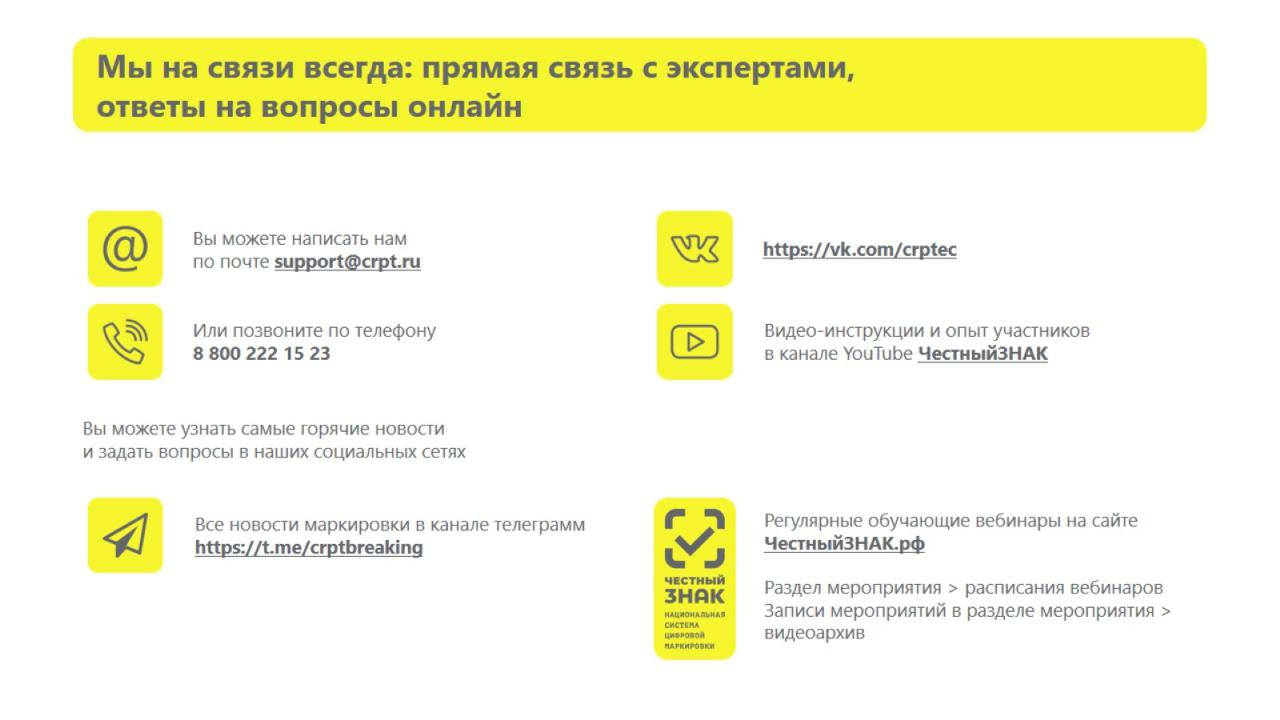 Мы на связи всегда: прямая связь с экспертами,
ответы на вопросы онлайн
@
Вы можете написать нам
по почте support@crpt.ru
Или позвоните по телефону
8 800 222 15 23
Вы можете узнать самые горячие новости
и задать вопросы в наших социальных сетях
Все новости маркировки в канале телеграмм
https://t.me/crptbreaking
https://vk.com/crptec
Видео-инструкции и опыт участников
в канале YouTube ЧестныйЗНАК
ЧЕСТНЫЙ
ЗНАК
НАЦИОНАЛЬНАЯ
СИСТЕМА
ЦИФРОВОЙ
МАРКИРОВКИ
Регулярные обучающие вебинары на сайте
ЧестныйЗНАК.рф
Раздел мероприятия > расписания вебинаров
Записи мероприятий в разделе мероприятия >
видеоархив